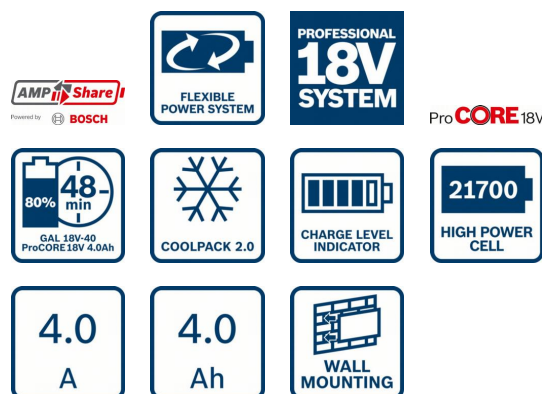 AMP Share
Powered by BOSCH
FLEXIBLE
POWER SYSTEM
PROFESSIONAL
18V
SYSTEM
ProCORE18V
80%
48-
min
GAL 18V-40
ProCORE18V 4.0Ah
COOLPACK 2.0
CHARGE LEVEL
INDICATOR
21700
HIGH POWER
CELL
4.0
A
4.0
Ah
WALL
MOUNTING